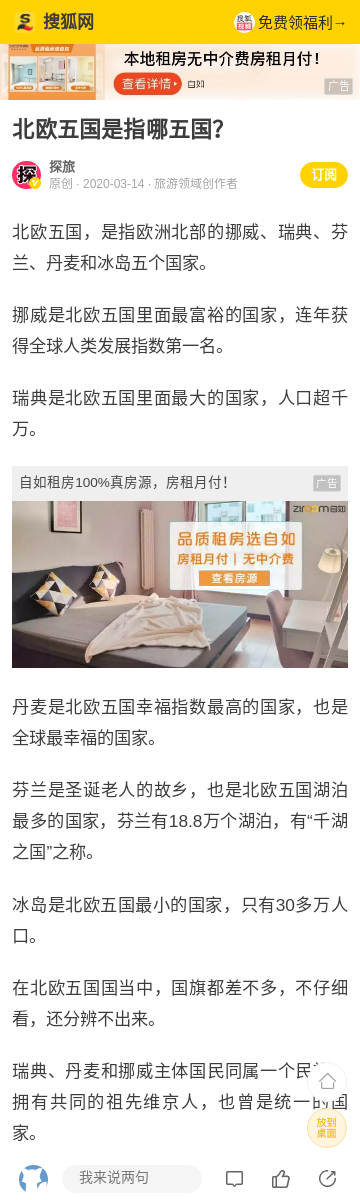 搜狐网
搜狐视频
免费领福利→
本地租房无中介费房租月付！
查看详情
自如
广告
北欧五国是指哪五国？
探
探旅
原创 · 2020-03-14 · 旅游领域创作者
订阅
北欧五国，是指欧洲北部的挪威、瑞典、芬
兰、丹麦和冰岛五个国家。
挪威是北欧五国里面最富裕的国家，连年获
得全球人类发展指数第一名。
瑞典是北欧五国里面最大的国家，人口超千
万。
自如租房100%真房源，房租月付！
广告
ziroom自如
品质租房选自如
房租月付｜无中介费
查看房源
丹麦是北欧五国幸福指数最高的国家，也是
全球最幸福的国家。
芬兰是圣诞老人的故乡，也是北欧五国湖泊
最多的国家，芬兰有18.8万个湖泊，有“千湖
之国”之称。
冰岛是北欧五国最小的国家，只有30多万人
口。
在北欧五国国当中，国旗都差不多，不仔细
看，还分辨不出来。
瑞典、丹麦和挪威主体国民同属一个民
拥有共同的祖先维京人，也曾是统一的国
家。
放到
桌面
我来说两句